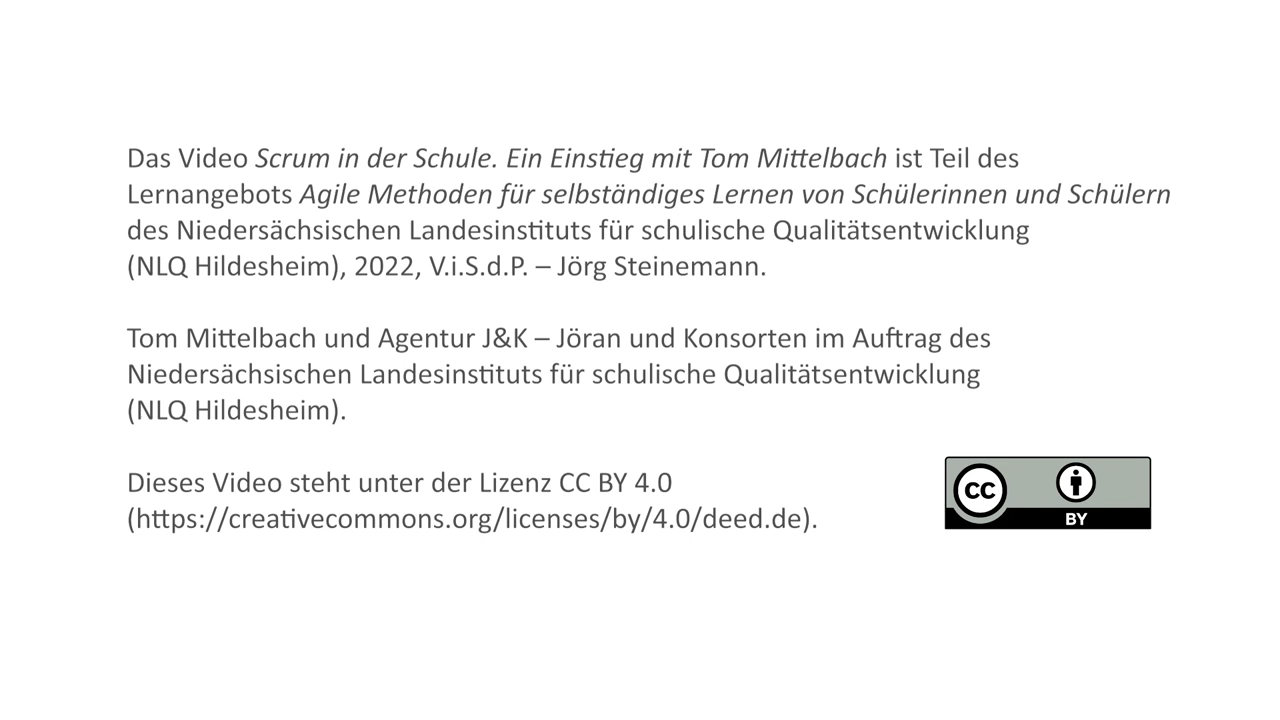 Das Video Scrum in der Schule. Ein Einstieg mit Tom Mittelbach ist Teil des
Lernangebots Agile Methoden für selbständiges Lernen von Schülerinnen und Schülern
des Niedersächsischen Landesinstituts für schulische Qualitätsentwicklung
(NLQ Hildesheim), 2022, V.i.S.d.P. – Jörg Steinemann.
Tom Mittelbach und Agentur J&K – Jöran und Konsorten im Auftrag des
Niedersächsischen Landesinstituts für schulische Qualitätsentwicklung
(NLQ Hildesheim).
Dieses Video steht unter der Lizenz CC BY 4.0
(https://creativecommons.org/licenses/by/4.0/deed.de).
CC
BY